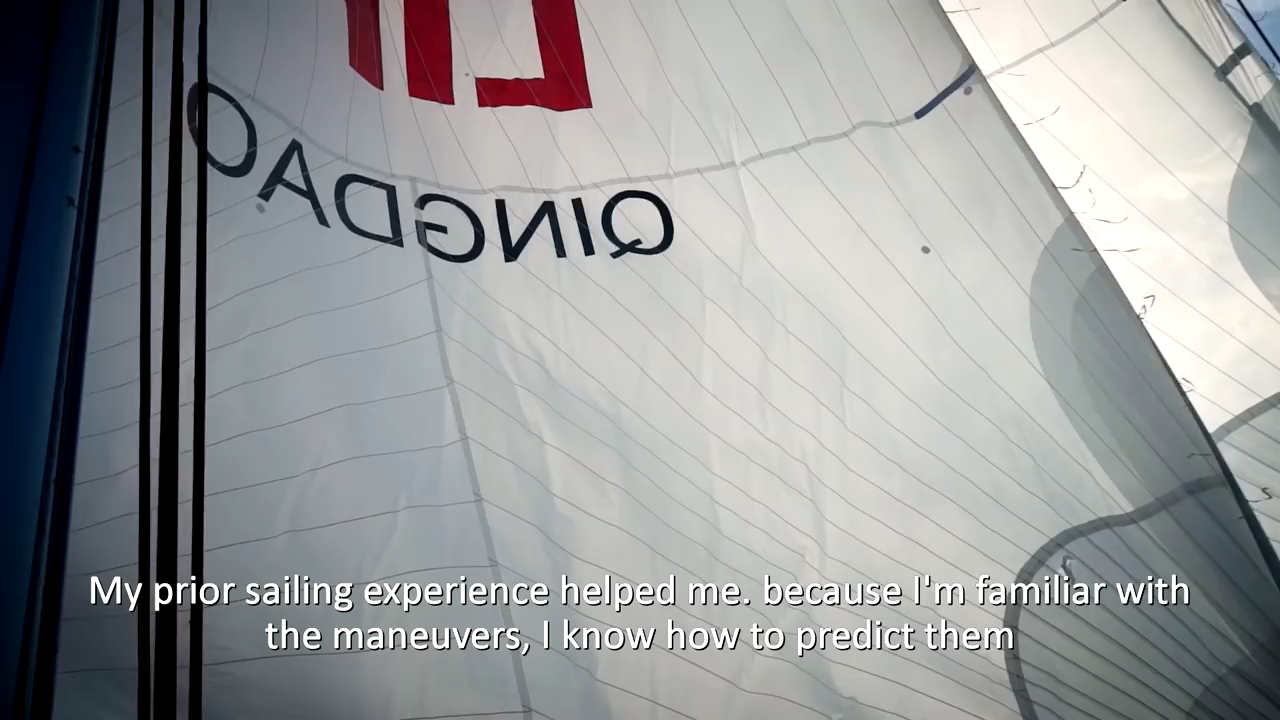 QINGDAO
My prior sailing experience helped me. because I'm familiar with
the maneuvers, I know how to predict them